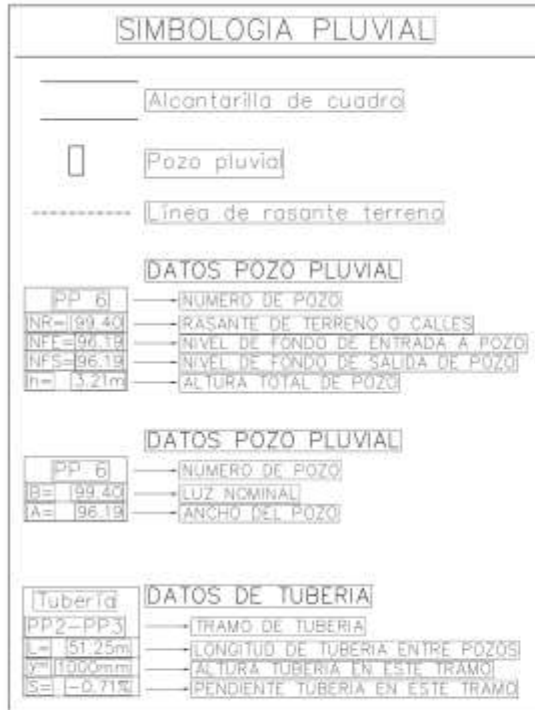 SIMBOLOGIA PLUVIAL
Alcantarilla de cuadro
Pozo pluvial
Línea de rasante terreno
DATOS POZO PLUVIAL
PP 6 NUMERO DE POZO
NR= 99.40 RASANTE DE TERRENO O CALLES
NFE= 96.19 NIVEL DE FONDO DE ENTRADA A POZO
NFS= 96.19 NIVEL DE FONDO DE SALIDA DE POZO
h= 3.21m ALTURA TOTAL DE POZO
DATOS POZO PLUVIAL
PP 6 NUMERO DE POZO
B= 99.40 LUZ NOMINAL
A= 96.19 ANCHO DEL POZO
Tubería DATOS DE TUBERIA
PP2-PP3 TRAMO DE TUBERIA
L= 51.25m LONGITUD DE TUBERIA ENTRE POZOS
y= 1000mm ALTURA TUBERIA EN ESTE TRAMO
S= -0.71% PENDIENTE TUBERIA EN ESTE TRAMO